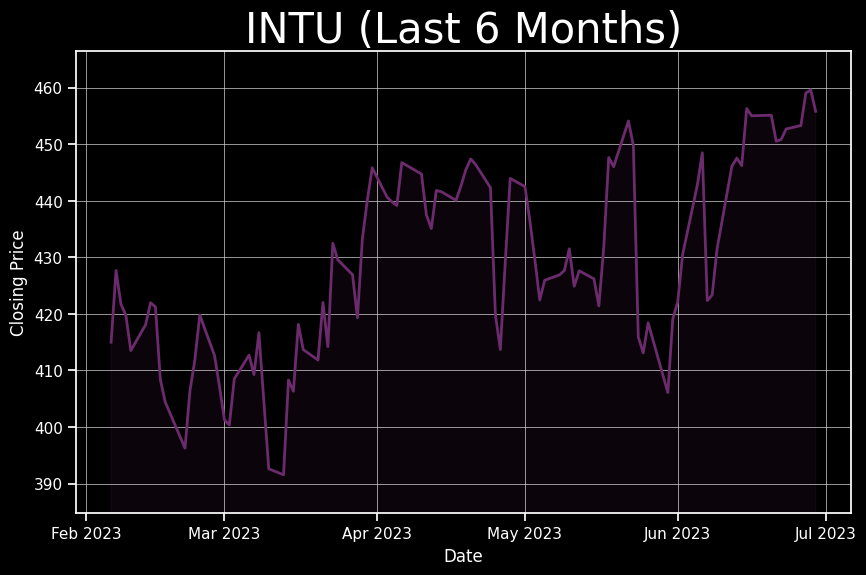 INTU (Last 6 Months)
Closing Price
460
450
440
430
420
410
400
390
Feb 2023
Mar 2023
Apr 2023
May 2023
Jun 2023
Jul 2023
Date